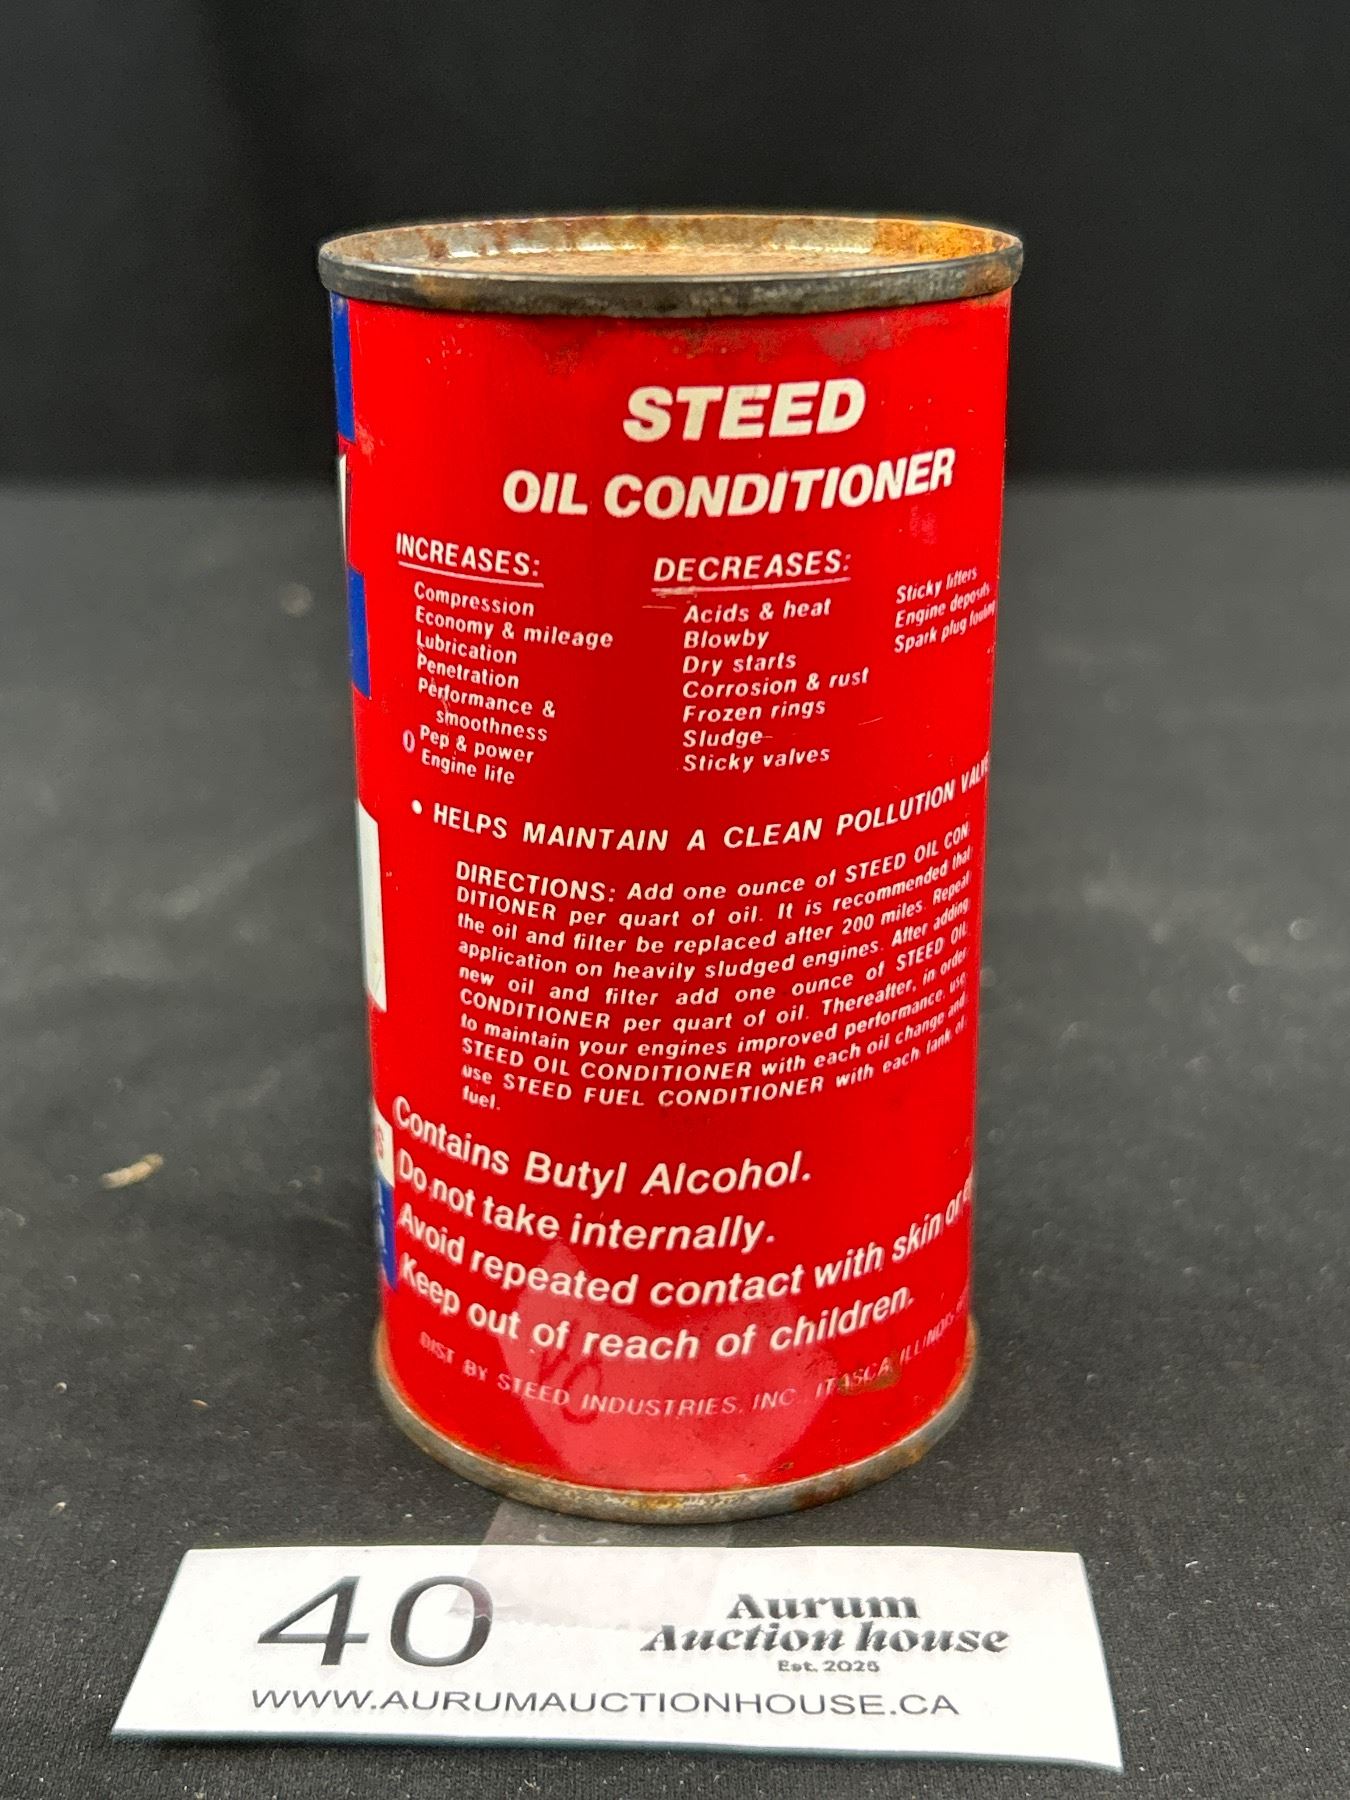 STEED
OIL CONDITIONER
INCREASES:
Compression
Economy & mileage
Lubrication
Penetration
Performance &
smoothness
Pep & power
Engine life
DECREASES:
Acids & heat
Blowby
Dry starts
Corrosion & rust
Frozen rings
Sludge
Sticky valves
Sticky lifters
Engine deposits
Spark plug fouling
• HELPS MAINTAIN A CLEAN POLLUTION VALVE
DIRECTIONS: Add one ounce of STEED OIL CON-
DITIONER per quart of oil. It is recommended that
the oil and filter be replaced after 200 miles. Repeat
application on heavily sludged engines. After adding
new oil and filter add one ounce of STEED OIL
CONDITIONER per quart of oil. Thereafter, in order
to maintain your engines improved performance, use
STEED OIL CONDITIONER with each oil change and
use STEED FUEL CONDITIONER with each tank of
fuel.
Contains Butyl Alcohol.
Do not take internally.
Avoid repeated contact with skin or
Keep out of reach of children.
DIST BY STEED INDUSTRIES, INC., ITASCA, ILLINOIS
40
Aurum
Auction house
Est. 2025
WWW.AURUMAUCTIONHOUSE.CA